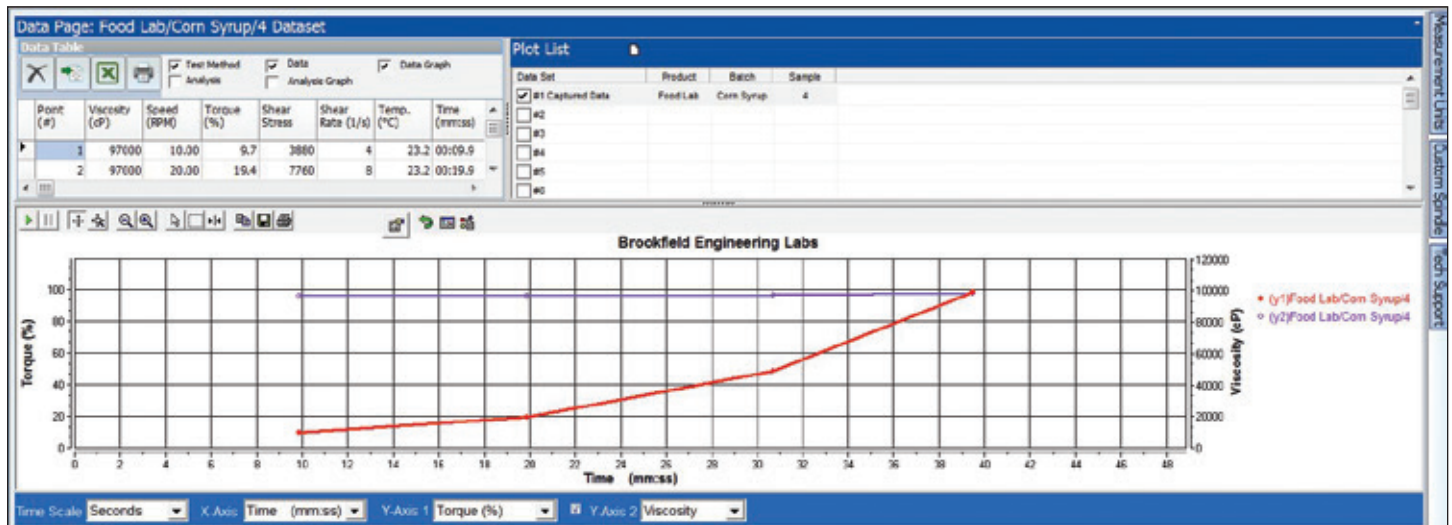 Data Page: Food Lab/Corn Syrup/4 Dataset
Data Table
Test Method Data Data Graph
Analysis Analysis Graph
Point (#) Viscosity (cP) Speed (RPM) Torque (%) Shear Stress Shear Rate (1/s) Temp. (°C) Time (mm:ss)
1 97000 10.00 9.7 3880 4 23.2 00:09.9
2 97000 20.00 19.4 7760 8 23.2 00:19.9
Plot List
Data Set Product Batch Sample
#1 Captured Data Food Lab Corn Syrup 4
#2
#3
#4
#5
#6
Measurement Units
Custom Spindle
Tech Support
Brookfield Engineering Labs
Torque (%)
100
80
60
40
20
0
120000
100000
80000
60000
40000
20000
0
Viscosity (cP)
(y1)Food Lab/Corn Syrup/4
(y2)Food Lab/Corn Syrup/4
0 2 4 6 8 10 12 14 16 18 20 22 24 26 28 30 32 34 36 38 40 42 44 46 48
Time (mm:ss)
Time Scale Seconds X Axis Time (mm:ss) Y-Axis 1 Torque (%) Y-Axis 2 Viscosity